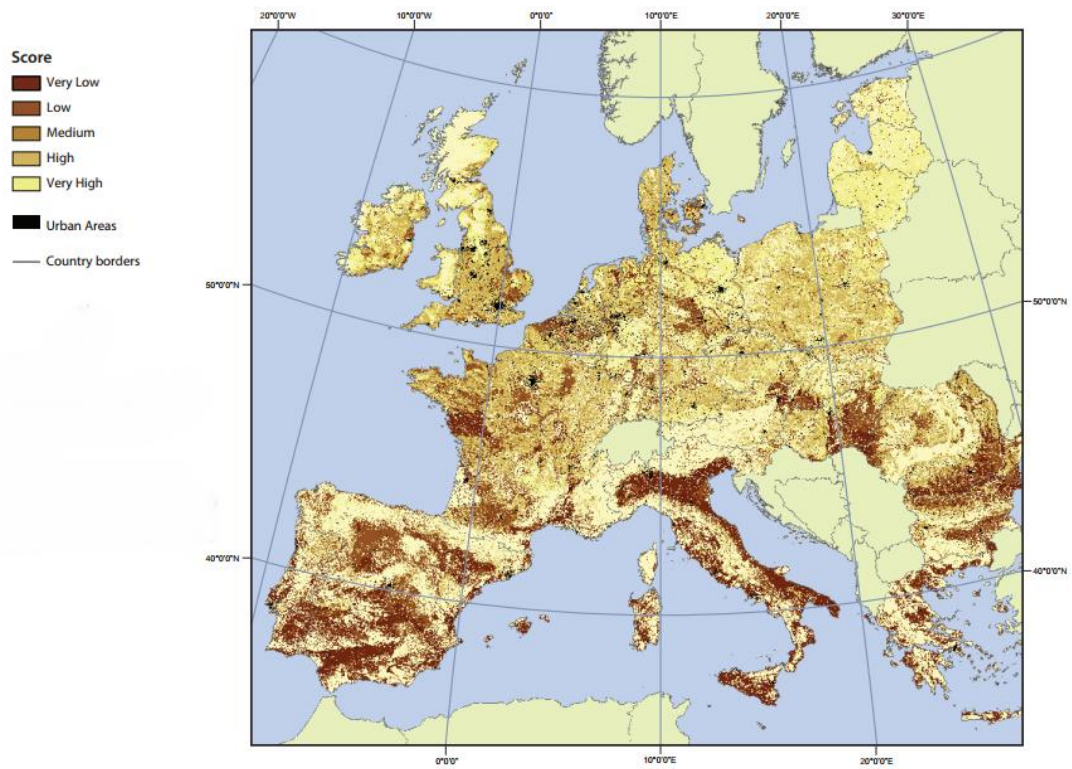 20°0'0"W
10°0'0"W
0°0'0"
10°0'0"E
20°0'0"E
30°0'0"E
Score
Very Low
Low
Medium
High
Very High
Urban Areas
Country borders
50°0'0"N
50°0'0"N
40°0'0"N
40°0'0"N
0°0'0"
10°0'0"E
20°0'0"E